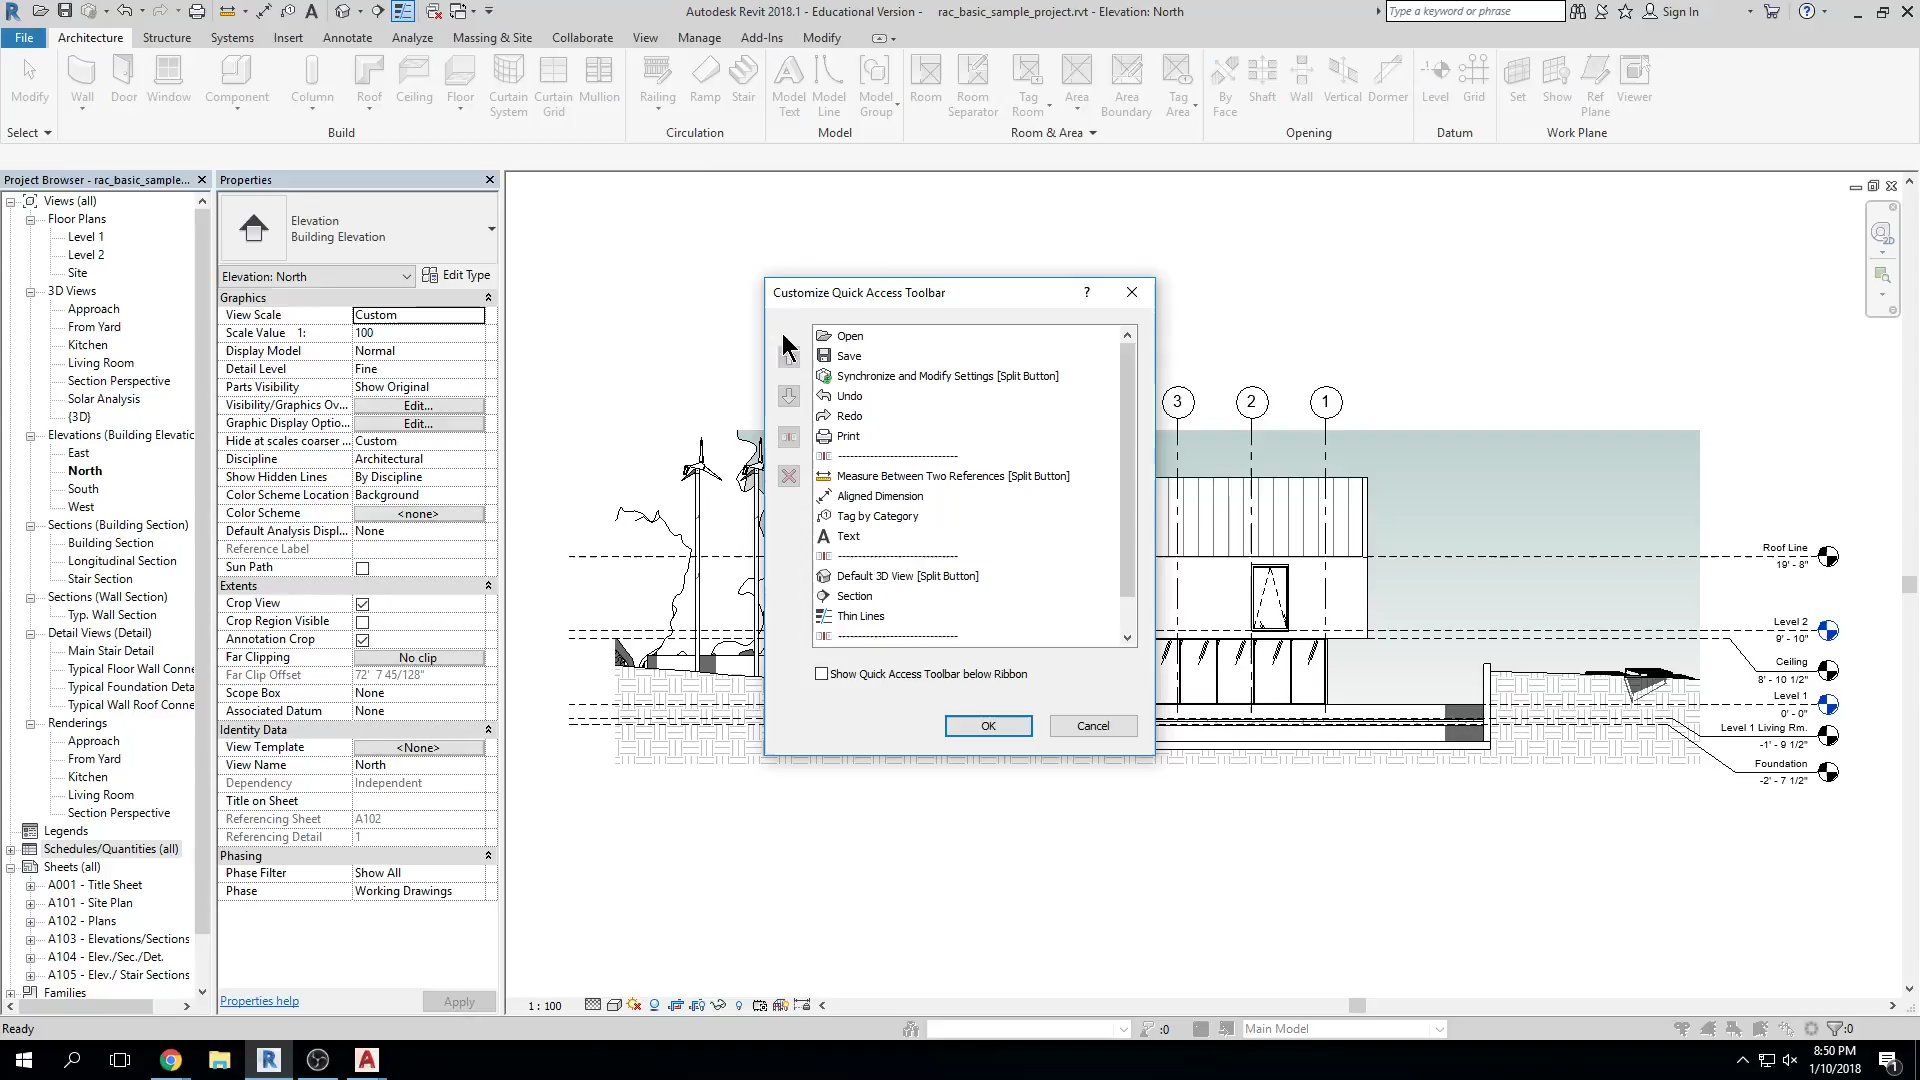 Autodesk Revit 2018.1 - Educational Version - rac_basic_sample_project.rvt - Elevation: North
Type a keyword or phrase
Sign In
File Architecture Structure Systems Insert Annotate Analyze Massing & Site Collaborate View Manage Add-Ins Modify
Modify Wall Door Window Component Column Roof Ceiling Floor Curtain System Curtain Grid Mullion Railing Ramp Stair Model Text Model Line Model Group Room Room Separator Tag Room Area Area Boundary Tag Area By Face Shaft Wall Vertical Dormer Level Grid Set Show Ref Plane Viewer
Select Build Circulation Model Room & Area Opening Datum Work Plane
Project Browser - rac_basic_sample...
Views (all)
Floor Plans
Level 1
Level 2
Site
3D Views
Approach
From Yard
Kitchen
Living Room
Section Perspective
Solar Analysis
{3D}
Elevations (Building Elevatic
East
North
South
West
Sections (Building Section)
Building Section
Longitudinal Section
Stair Section
Sections (Wall Section)
Typ. Wall Section
Detail Views (Detail)
Main Stair Detail
Typical Floor Wall Conne
Typical Foundation Deta
Typical Wall Roof Conne
Renderings
Approach
From Yard
Kitchen
Living Room
Section Perspective
Legends
Schedules/Quantities (all)
Sheets (all)
A001 - Title Sheet
A101 - Site Plan
A102 - Plans
A103 - Elevations/Sections
A104 - Elev./Sec./Det.
A105 - Elev./ Stair Sections
Families
Properties
Elevation
Building Elevation
Elevation: North Edit Type
Graphics
View Scale Custom
Scale Value 1: 100
Display Model Normal
Detail Level Fine
Parts Visibility Show Original
Visibility/Graphics Ov... Edit...
Graphic Display Optio... Edit...
Hide at scales coarser ... Custom
Discipline Architectural
Show Hidden Lines By Discipline
Color Scheme Location Background
Color Scheme <none>
Default Analysis Displ... None
Reference Label
Sun Path
Extents
Crop View
Crop Region Visible
Annotation Crop
Far Clipping No clip
Far Clip Offset 72' 7 45/128"
Scope Box None
Associated Datum None
Identity Data
View Template <None>
View Name North
Dependency Independent
Title on Sheet
Referencing Sheet A102
Referencing Detail 1
Phasing
Phase Filter Show All
Phase Working Drawings
Properties help Apply
Customize Quick Access Toolbar ?
Open
Save
Synchronize and Modify Settings [Split Button]
Undo
Redo
Print
------------------------------
Measure Between Two References [Split Button]
Aligned Dimension
Tag by Category
Text
------------------------------
Default 3D View [Split Button]
Section
Thin Lines
------------------------------
Show Quick Access Toolbar below Ribbon
OK Cancel
3 2 1
2D
Roof Line
19' - 8"
Level 2
9' - 10"
Ceiling
8' - 10 1/2"
Level 1
0' - 0"
Level 1 Living Rm.
-1' - 9 1/2"
Foundation
-2' - 7 1/2"
1 : 100
Ready
:0
Main Model
:0
8:50 PM
1/10/2018
1